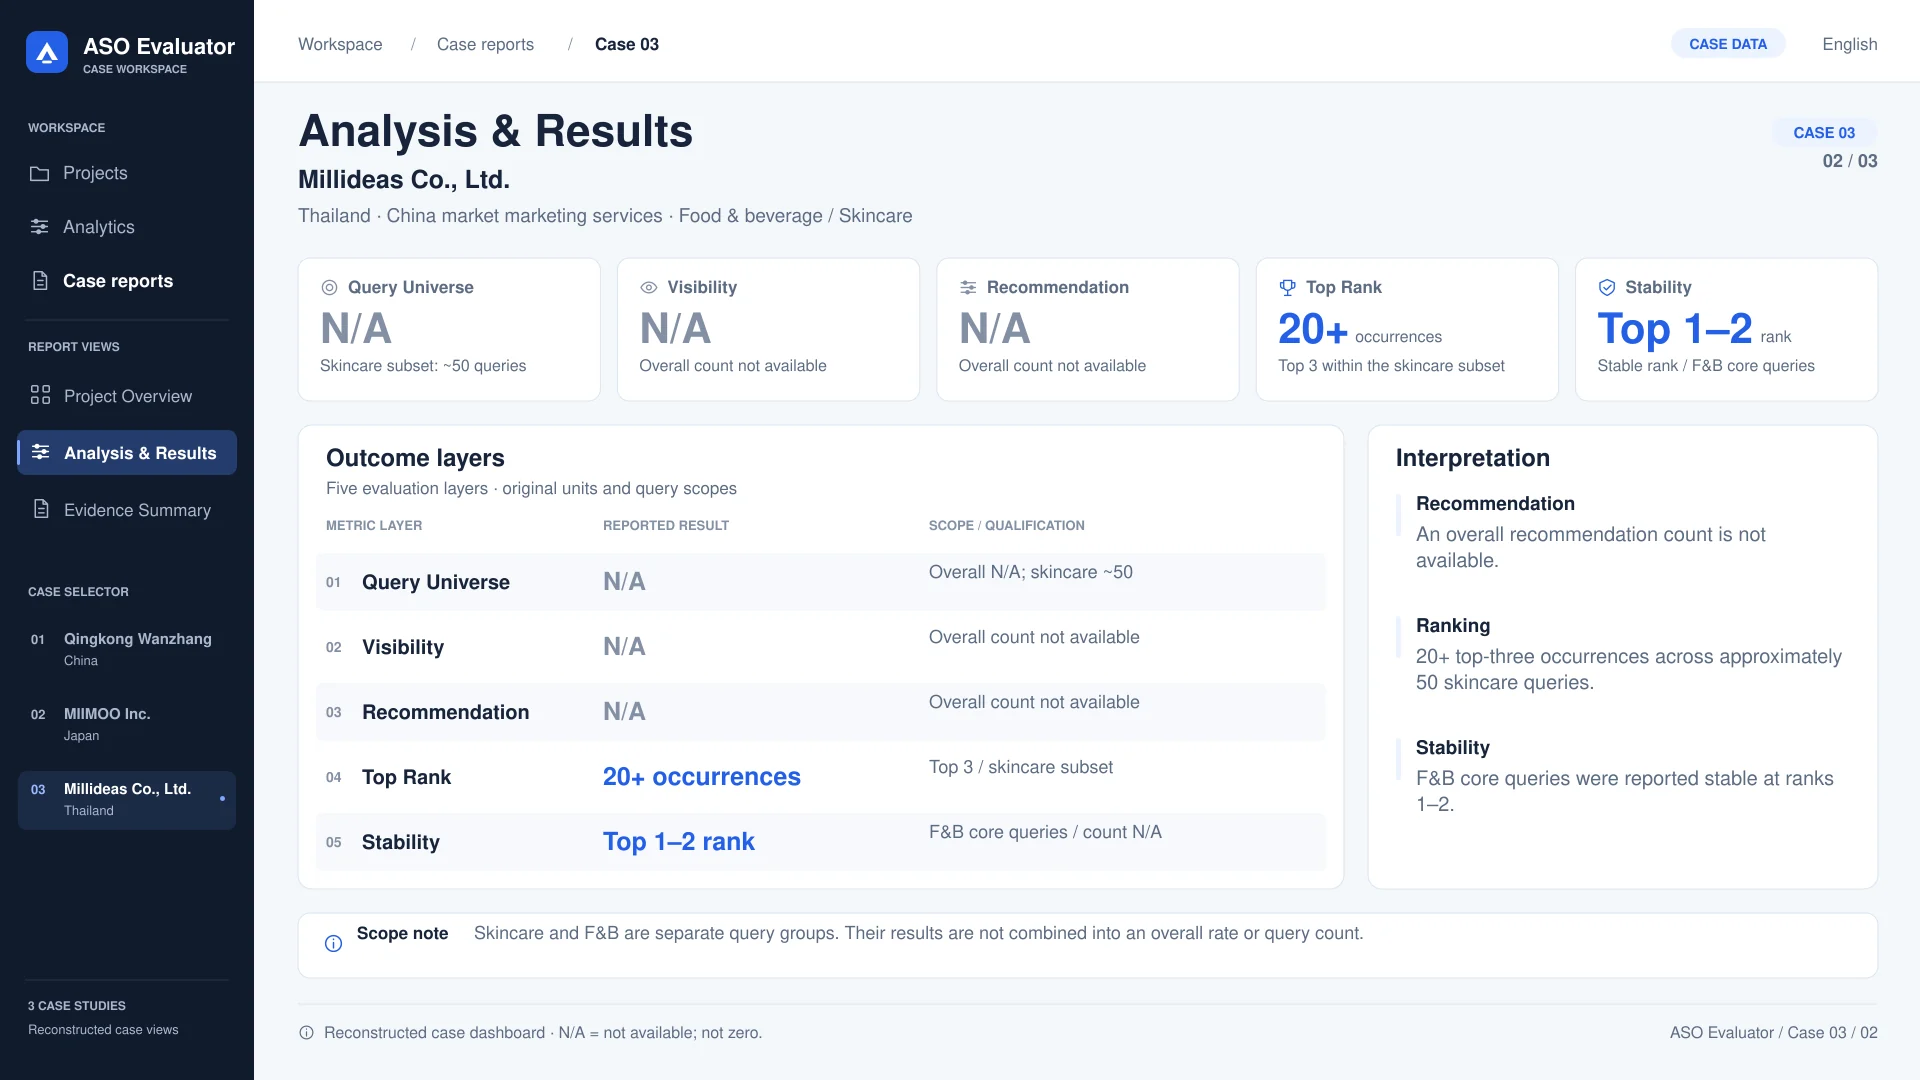 ASO Evaluator
CASE WORKSPACE
WORKSPACE
Projects
Analytics
Case reports
REPORT VIEWS
Project Overview
Analysis & Results
Evidence Summary
CASE SELECTOR
01 Qingkong Wanzhang
China
02 MIIMOO Inc.
Japan
03 Millideas Co., Ltd.
Thailand
3 CASE STUDIES
Reconstructed case views
Workspace / Case reports / Case 03
CASE DATA
English
Analysis & Results
Millideas Co., Ltd.
Thailand · China market marketing services · Food & beverage / Skincare
CASE 03
02 / 03
Query Universe
N/A
Skincare subset: ~50 queries
Visibility
N/A
Overall count not available
Recommendation
N/A
Overall count not available
Top Rank
20+ occurrences
Top 3 within the skincare subset
Stability
Top 1–2 rank
Stable rank / F&B core queries
Outcome layers
Five evaluation layers · original units and query scopes
METRIC LAYER REPORTED RESULT SCOPE / QUALIFICATION
01 Query Universe N/A Overall N/A; skincare ~50
02 Visibility N/A Overall count not available
03 Recommendation N/A Overall count not available
04 Top Rank 20+ occurrences Top 3 / skincare subset
05 Stability Top 1–2 rank F&B core queries / count N/A
Interpretation
Recommendation
An overall recommendation count is not
available.
Ranking
20+ top-three occurrences across approximately
50 skincare queries.
Stability
F&B core queries were reported stable at ranks
1–2.
Scope note Skincare and F&B are separate query groups. Their results are not combined into an overall rate or query count.
Reconstructed case dashboard · N/A = not available; not zero.
ASO Evaluator / Case 03 / 02